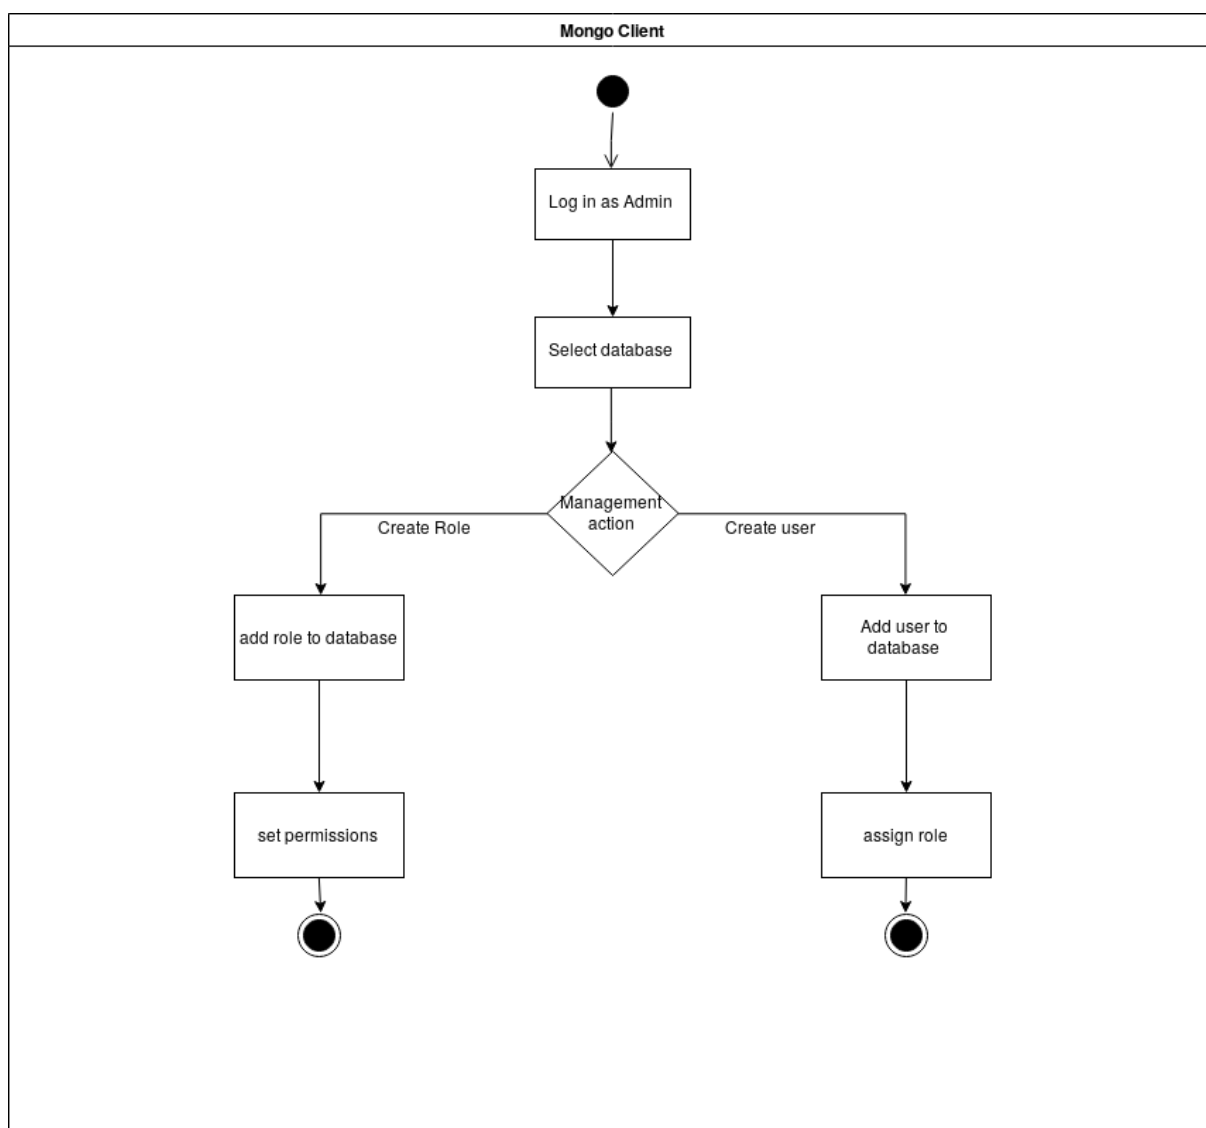 Mongo Client
Log in as Admin
Select database
Management
action
Create Role
Create user
add role to database
Add user to
database
set permissions
assign role